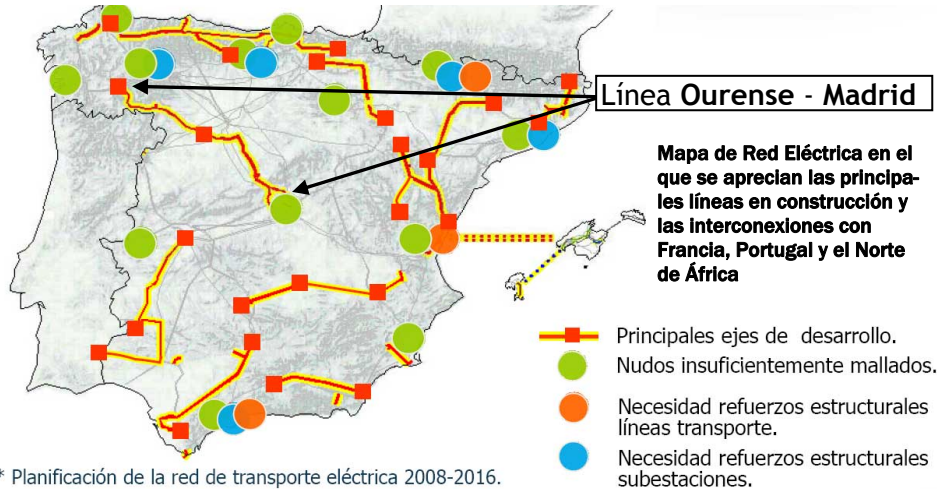 Línea Ourense - Madrid
Mapa de Red Eléctrica en el
que se aprecian las principa-
les líneas en construcción y
las interconexiones con
Francia, Portugal y el Norte
de África
Principales ejes de desarrollo.
Nudos insuficientemente mallados.
Necesidad refuerzos estructurales
líneas transporte.
Necesidad refuerzos estructurales
subestaciones.
* Planificación de la red de transporte eléctrica 2008-2016.